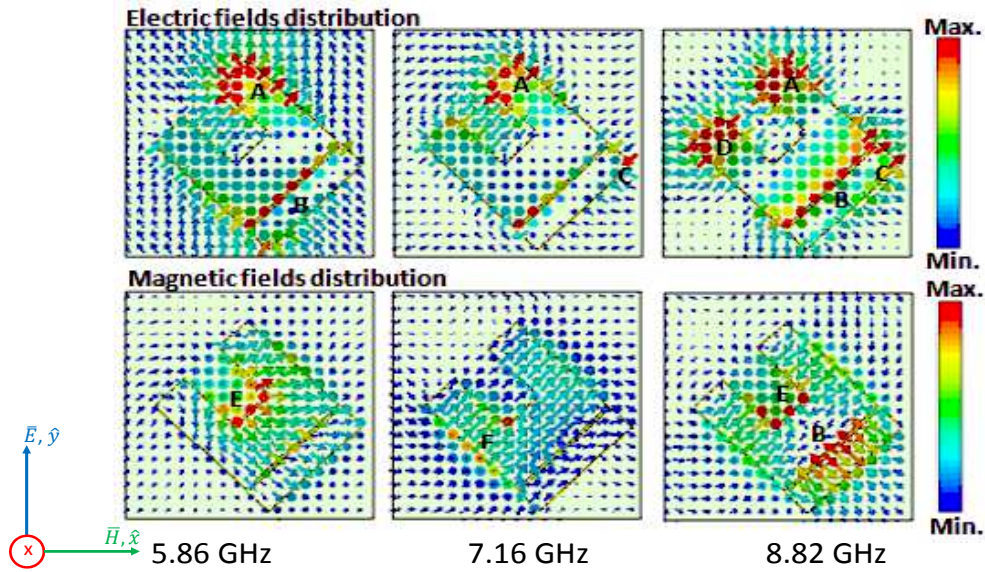 Electric fields distribution
Max.
A
A
A
D
C
C
B
B
Min.
Magnetic fields distribution
Max.
E
E
F
B
Min.
E̅, ŷ
x
H̅, x̂
5.86 GHz
7.16 GHz
8.82 GHz